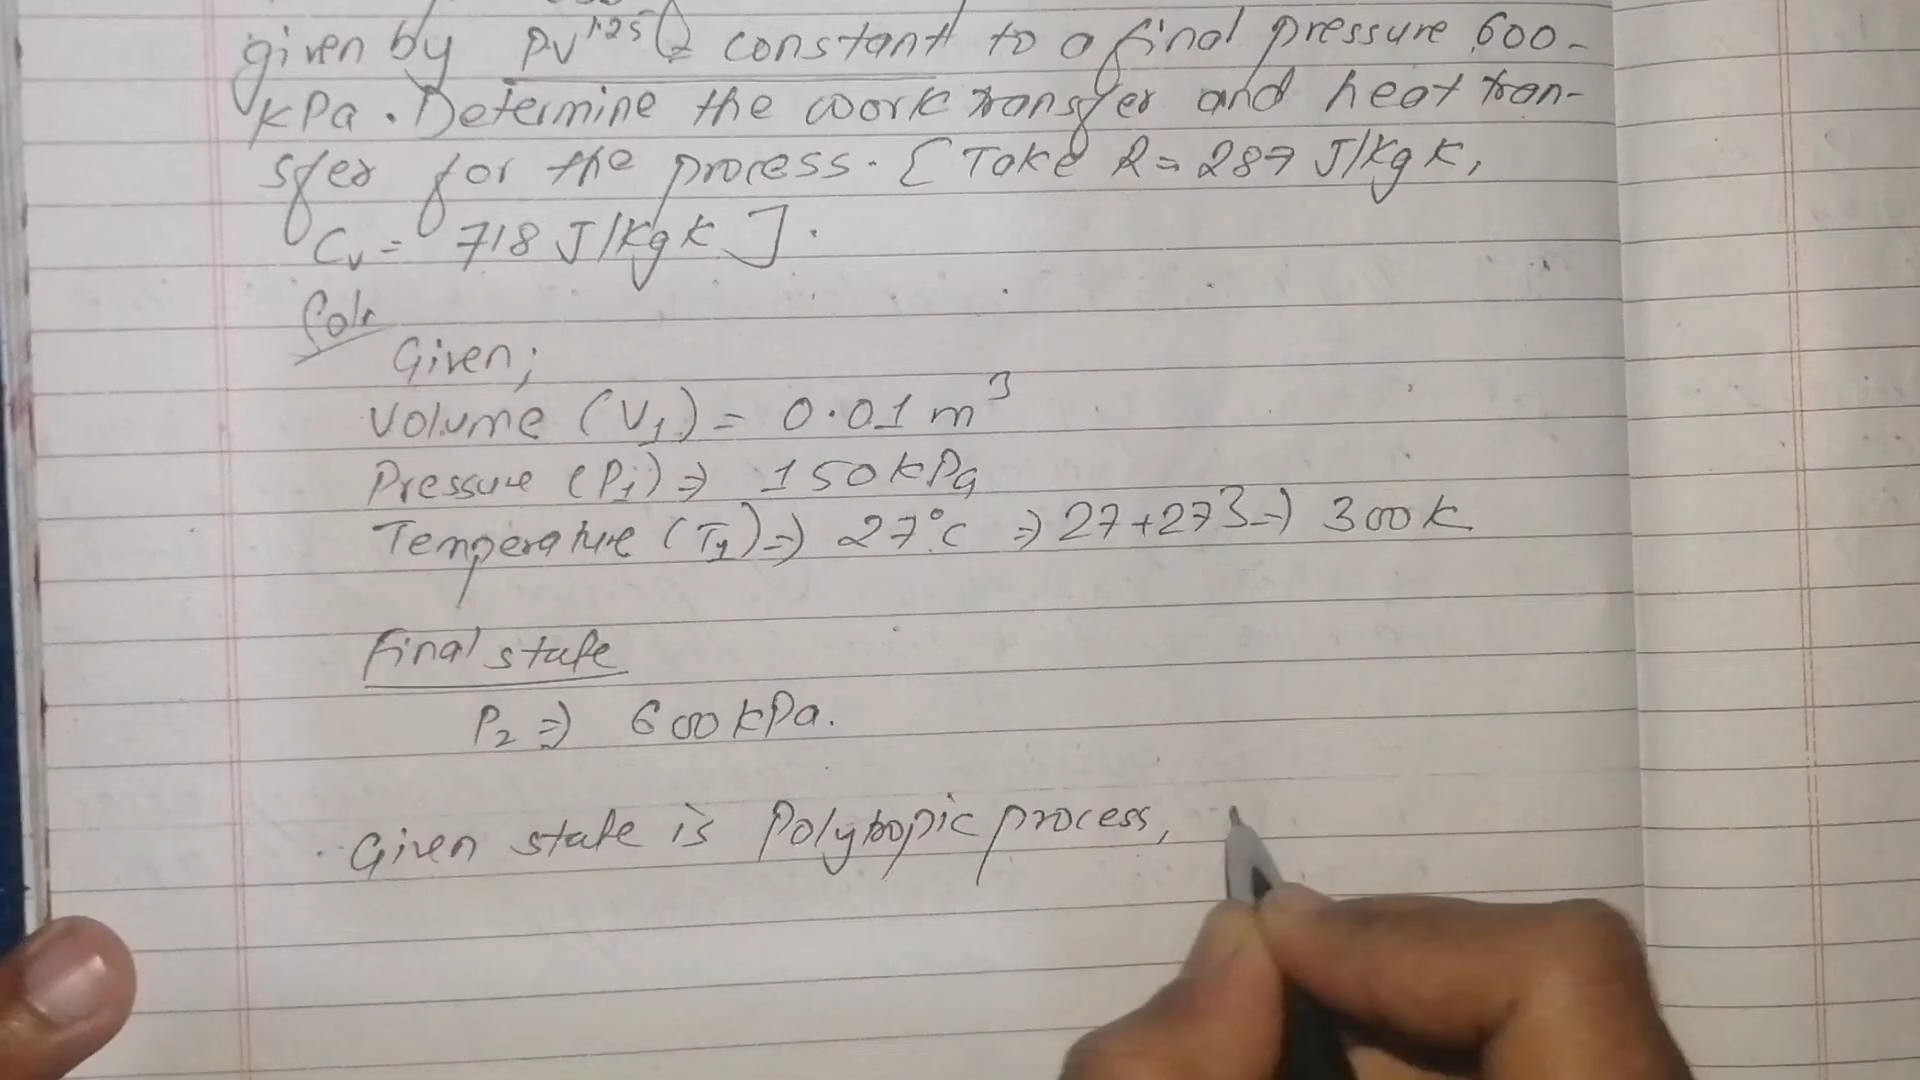 given by PV^1.25 = constant to a final pressure 600-
kPa. Determine the work transfer and heat tran-
sfer for the process. [Take R = 287 J/kg K,
Cv = 718 J/kg K].
Soln
Given;
Volume (V1) = 0.01 m³
Pressure (P1) ⇒ 150 kPa
Temperature (T1) ⇒ 27°C ⇒ 27+273 ⇒ 300 K
Final state
P2 ⇒ 600 kPa.
Given state is Polytropic process,